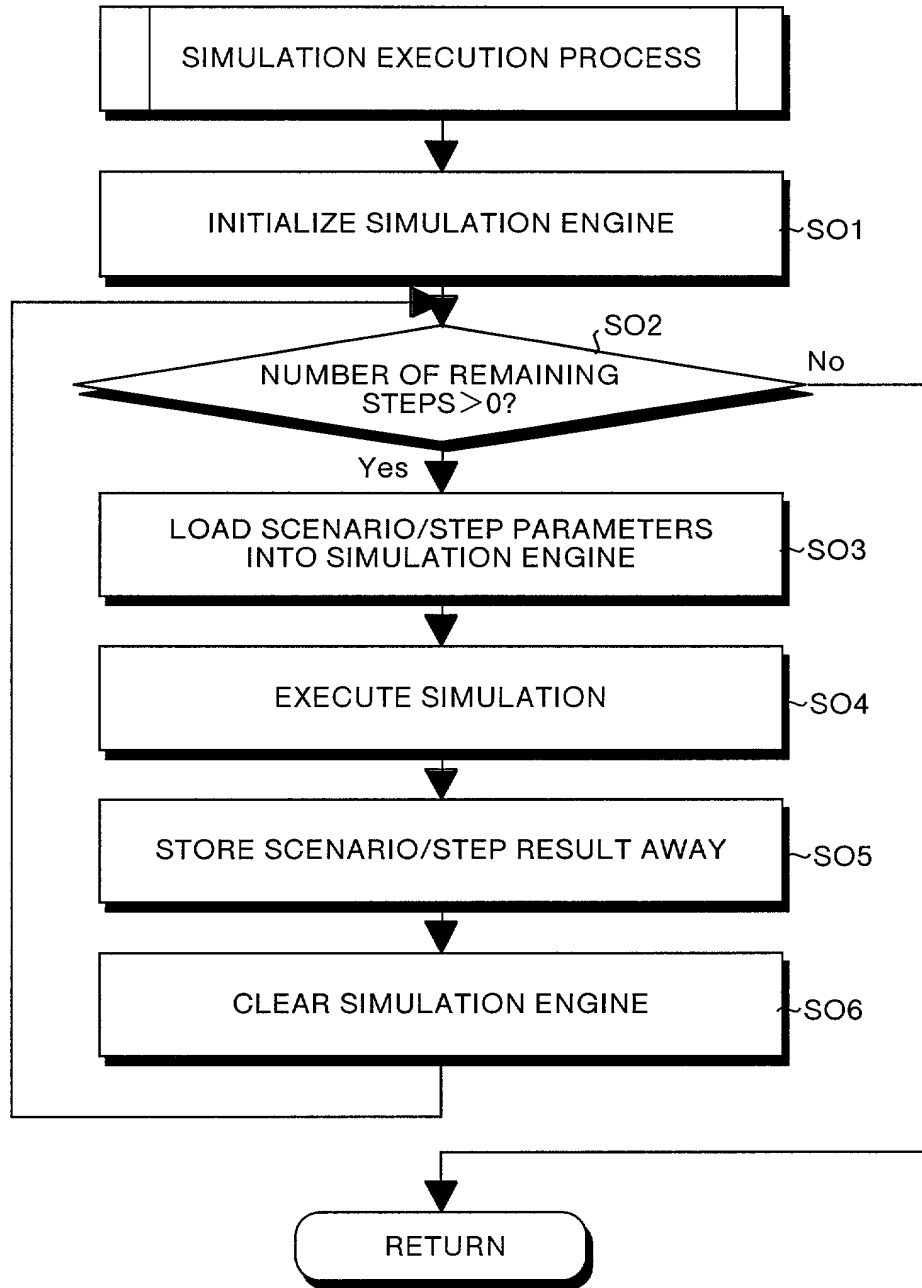 SIMULATION EXECUTION PROCESS
INITIALIZE SIMULATION ENGINE
SO1
SO2
NUMBER OF REMAINING
STEPS>0?
No
Yes
LOAD SCENARIO/STEP PARAMETERS
INTO SIMULATION ENGINE
SO3
EXECUTE SIMULATION
SO4
STORE SCENARIO/STEP RESULT AWAY
SO5
CLEAR SIMULATION ENGINE
SO6
RETURN